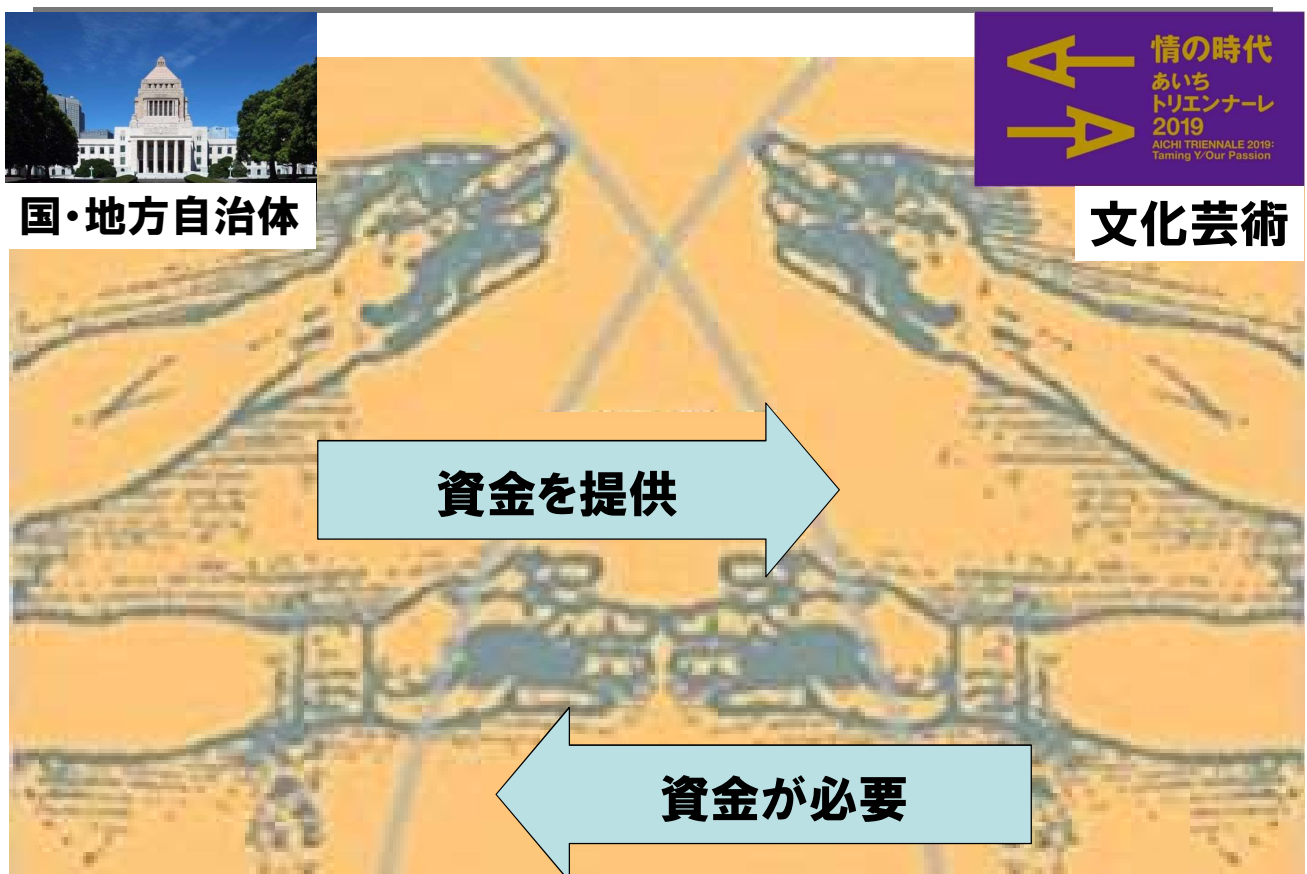 情の時代
あいち
トリエンナーレ
2019
AICHI TRIENNALE 2019:
Taming Y/Our Passion
国・地方自治体
文化芸術
資金を提供
資金が必要